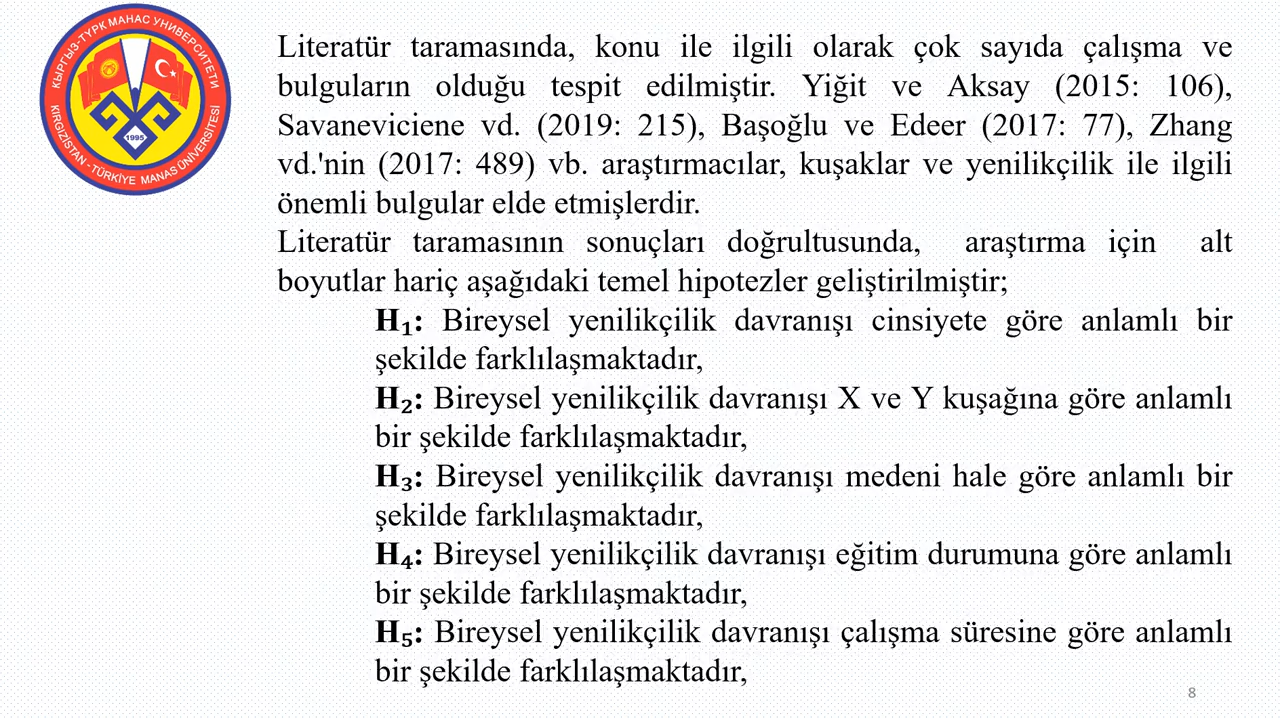 КЫРГЫЗ-ТҮРК МАНАС УНИВЕРСИТЕТИ
1995
KIRGIZİSTAN - TÜRKİYE MANAS ÜNİVERSİTESİ
Literatür taramasında, konu ile ilgili olarak çok sayıda çalışma ve
bulguların olduğu tespit edilmiştir. Yiğit ve Aksay (2015: 106),
Savaneviciene vd. (2019: 215), Başoğlu ve Edeer (2017: 77), Zhang
vd.'nin (2017: 489) vb. araştırmacılar, kuşaklar ve yenilikçilik ile ilgili
önemli bulgular elde etmişlerdir.
Literatür taramasının sonuçları doğrultusunda, araştırma için alt
boyutlar hariç aşağıdaki temel hipotezler geliştirilmiştir;
H₁: Bireysel yenilikçilik davranışı cinsiyete göre anlamlı bir
şekilde farklılaşmaktadır,
H₂: Bireysel yenilikçilik davranışı X ve Y kuşağına göre anlamlı
bir şekilde farklılaşmaktadır,
H₃: Bireysel yenilikçilik davranışı medeni hale göre anlamlı bir
şekilde farklılaşmaktadır,
H₄: Bireysel yenilikçilik davranışı eğitim durumuna göre anlamlı
bir şekilde farklılaşmaktadır,
H₅: Bireysel yenilikçilik davranışı çalışma süresine göre anlamlı
bir şekilde farklılaşmaktadır,
8